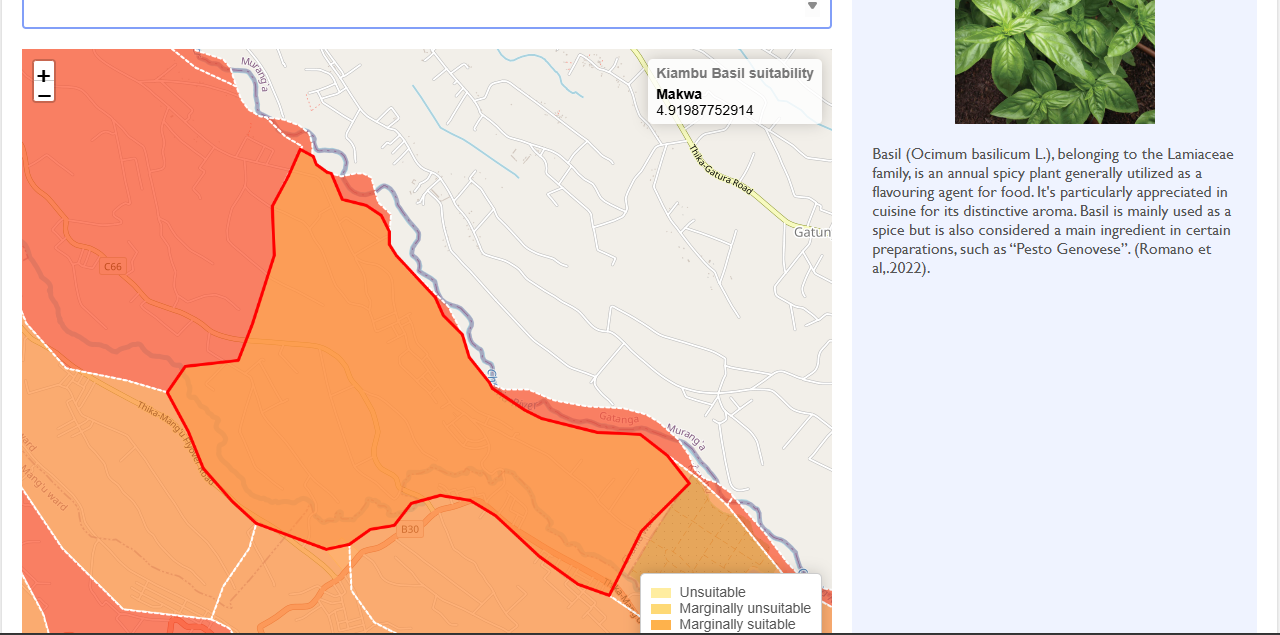 +
−
Kiambu Basil suitability
Makwa
4.91987752914
Murang'a
Thika-Gatura Road
Gatun
C66
Thika-Mang'u Flyover Road
ward
Mang'u ward
River
Gatanga
Murang'a
B30
Unsuitable
Marginally unsuitable
Marginally suitable
Basil (Ocimum basilicum L.), belonging to the Lamiaceae
family, is an annual spicy plant generally utilized as a
flavouring agent for food. It's particularly appreciated in
cuisine for its distinctive aroma. Basil is mainly used as a
spice but is also considered a main ingredient in certain
preparations, such as “Pesto Genovese”. (Romano et
al,.2022).